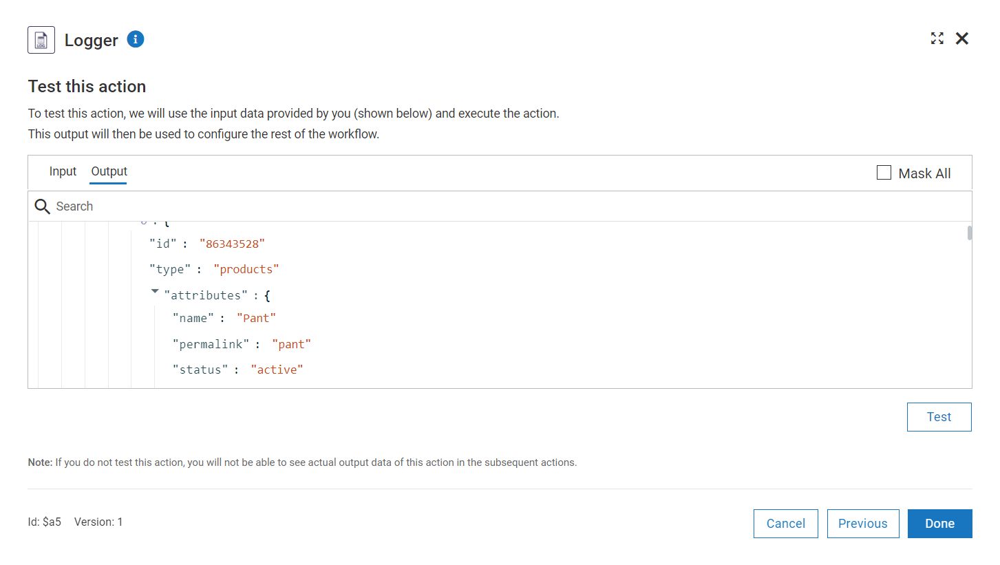 Logger
Test this action
To test this action, we will use the input data provided by you (shown below) and execute the action.
This output will then be used to configure the rest of the workflow.
Input Output Mask All
Search
"id" : "86343528"
"type" : "products"
"attributes" : {
"name" : "Pant"
"permalink" : "pant"
"status" : "active"
Test
Note: If you do not test this action, you will not be able to see actual output data of this action in the subsequent actions.
Id: $a5 Version: 1 Cancel Previous Done